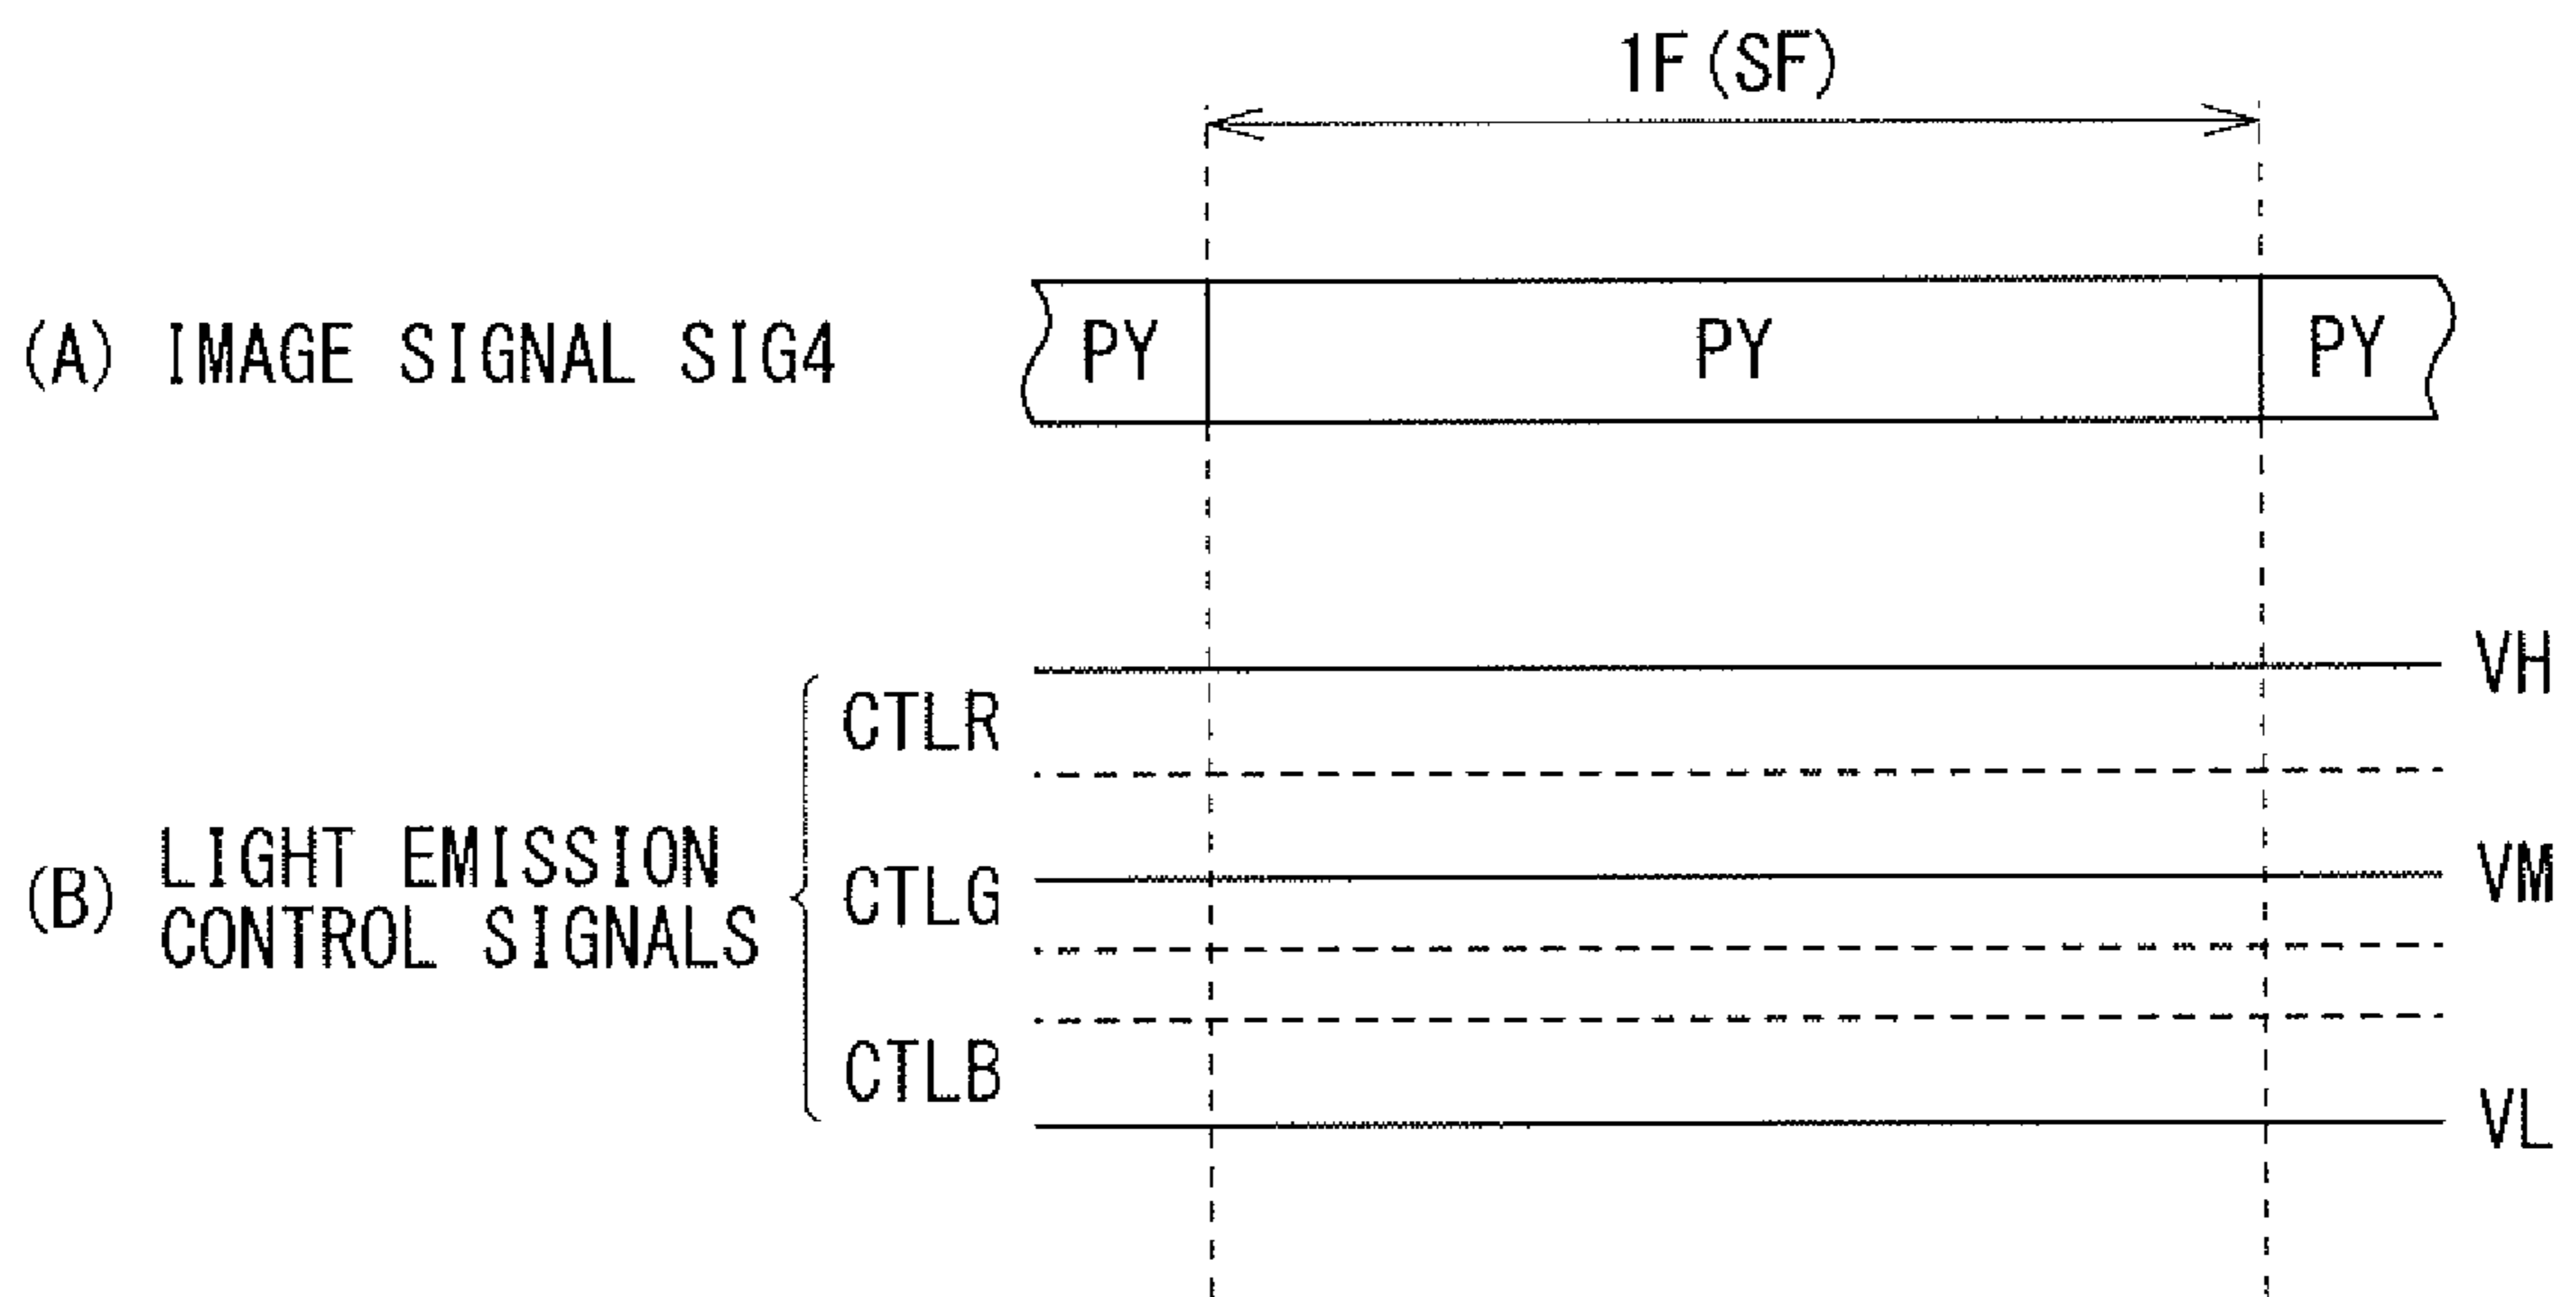 1F(SF)
(A) IMAGE SIGNAL SIG4
PY
PY
PY
(B) LIGHT EMISSION
CONTROL SIGNALS
CTLR
CTLG
CTLB
VH
VM
VL